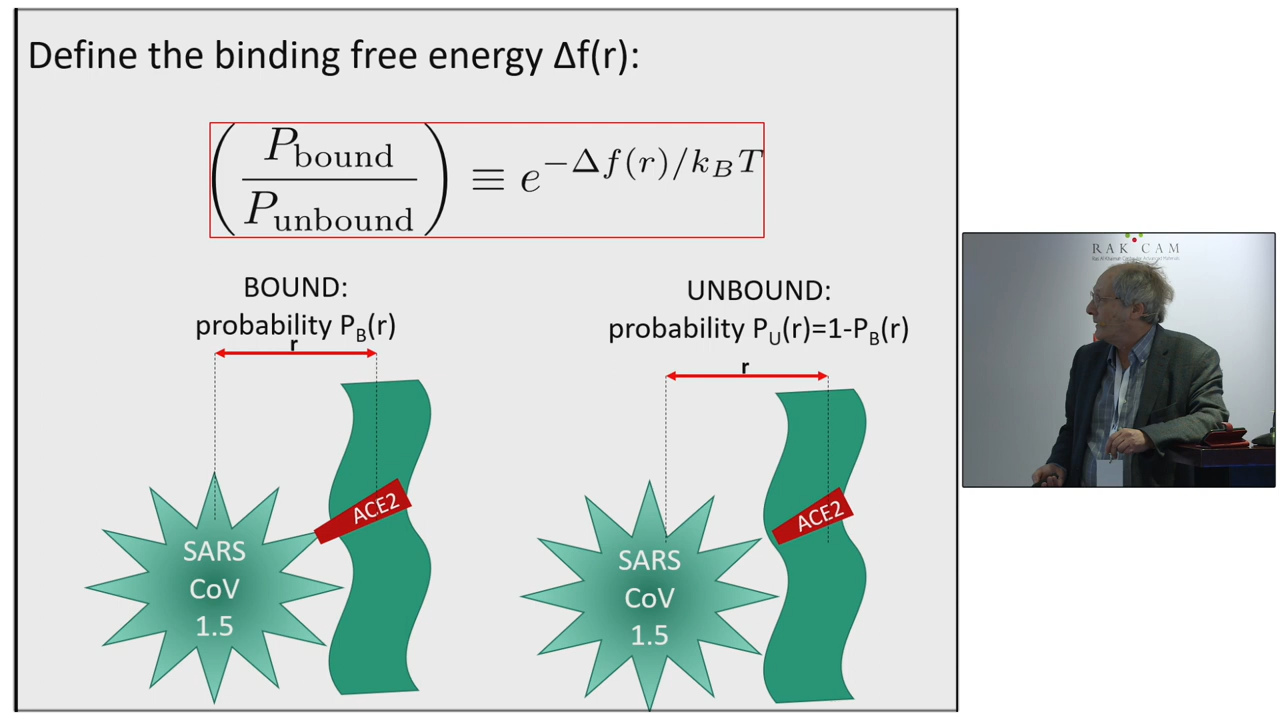 Define the binding free energy Δf(r):
(P_bound / P_unbound) ≡ e^{-Δf(r)/k_B T}
BOUND:
probability P_B(r)
r
UNBOUND:
probability P_U(r)=1-P_B(r)
r
ACE2
SARS
CoV
1.5
ACE2
SARS
CoV
1.5
RAK CAM